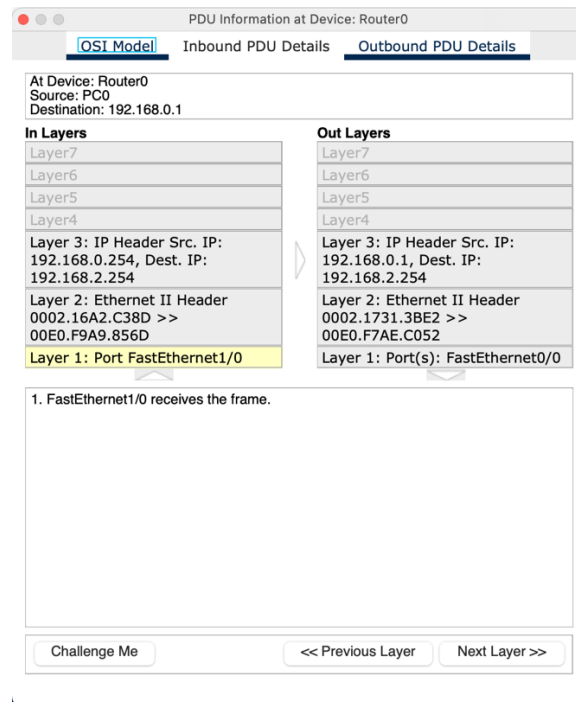 PDU Information at Device: Router0
OSI Model Inbound PDU Details Outbound PDU Details
At Device: Router0
Source: PC0
Destination: 192.168.0.1
In Layers
Layer7
Layer6
Layer5
Layer4
Layer 3: IP Header Src. IP:
192.168.0.254, Dest. IP:
192.168.2.254
Layer 2: Ethernet II Header
0002.16A2.C38D >>
00E0.F9A9.856D
Layer 1: Port FastEthernet1/0
Out Layers
Layer7
Layer6
Layer5
Layer4
Layer 3: IP Header Src. IP:
192.168.0.1, Dest. IP:
192.168.2.254
Layer 2: Ethernet II Header
0002.1731.3BE2 >>
00E0.F7AE.C052
Layer 1: Port(s): FastEthernet0/0
1. FastEthernet1/0 receives the frame.
Challenge Me << Previous Layer Next Layer >>